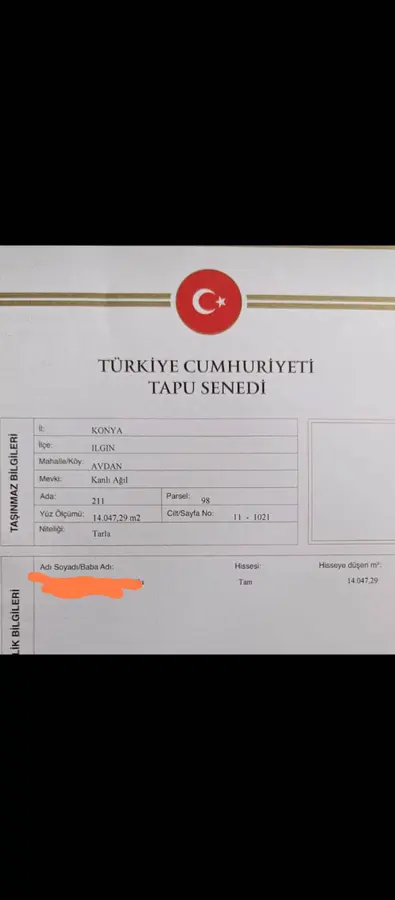 TÜRKİYE CUMHURİYETİ
TAPU SENEDİ
TAŞINMAZ BİLGİLERİ
İl: KONYA
İlçe: ILGIN
Mahalle/Köy: AVDAN
Mevki: Kanlı Ağıl
Ada: 211 Parsel: 98
Yüz Ölçümü: 14.047,29 m2 Cilt/Sayfa No: 11 - 1021
Niteliği: Tarla
LİK BİLGİLERİ
Adı Soyadı/Baba Adı: Hissesi: Hisseye düşen m²:
Tam 14.047,29